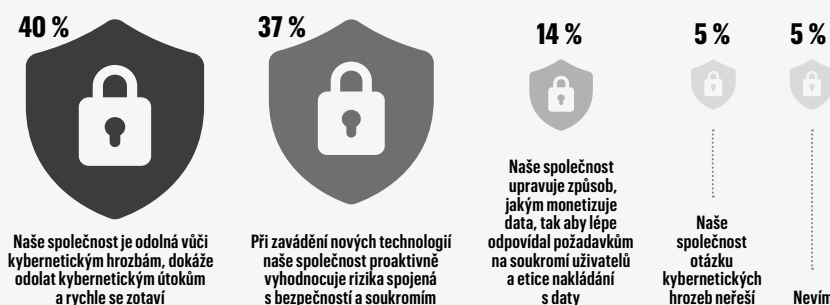 40 %
Naše společnost je odolná vůči
kybernetickým hrozbám, dokáže
odolat kybernetickým útokům
a rychle se zotaví
37 %
Při zavádění nových technologií
naše společnost proaktivně
vyhodnocuje rizika spojená
s bezpečností a soukromím
14 %
Naše společnost
upravuje způsob,
jakým monetizuje
data, tak aby lépe
odpovídal požadavkům
na soukromí uživatelů
a etice nakládání
s daty
5 %
Naše
společnost
otázku
kybernetických
hrozeb neřeší
5 %
Nevím